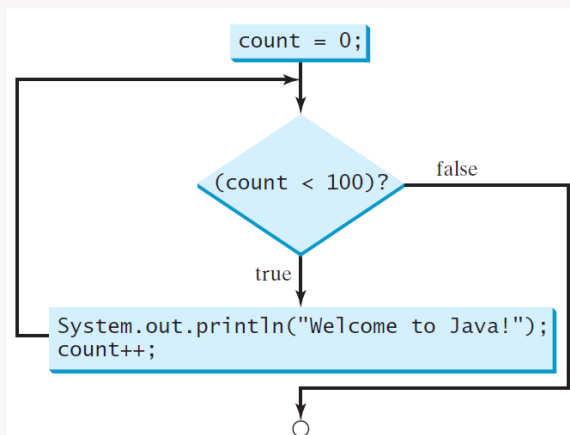 count = 0;
(count < 100)?
false
true
System.out.println("Welcome to Java!");
count++;